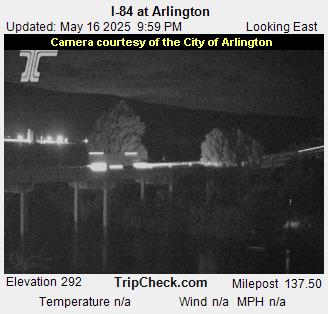 I-84 at Arlington
Updated: May 16 2025 9:59 PM Looking East
Camera courtesy of the City of Arlington
Elevation 292 TripCheck.com Milepost 137.50
Temperature n/a Wind n/a MPH n/a